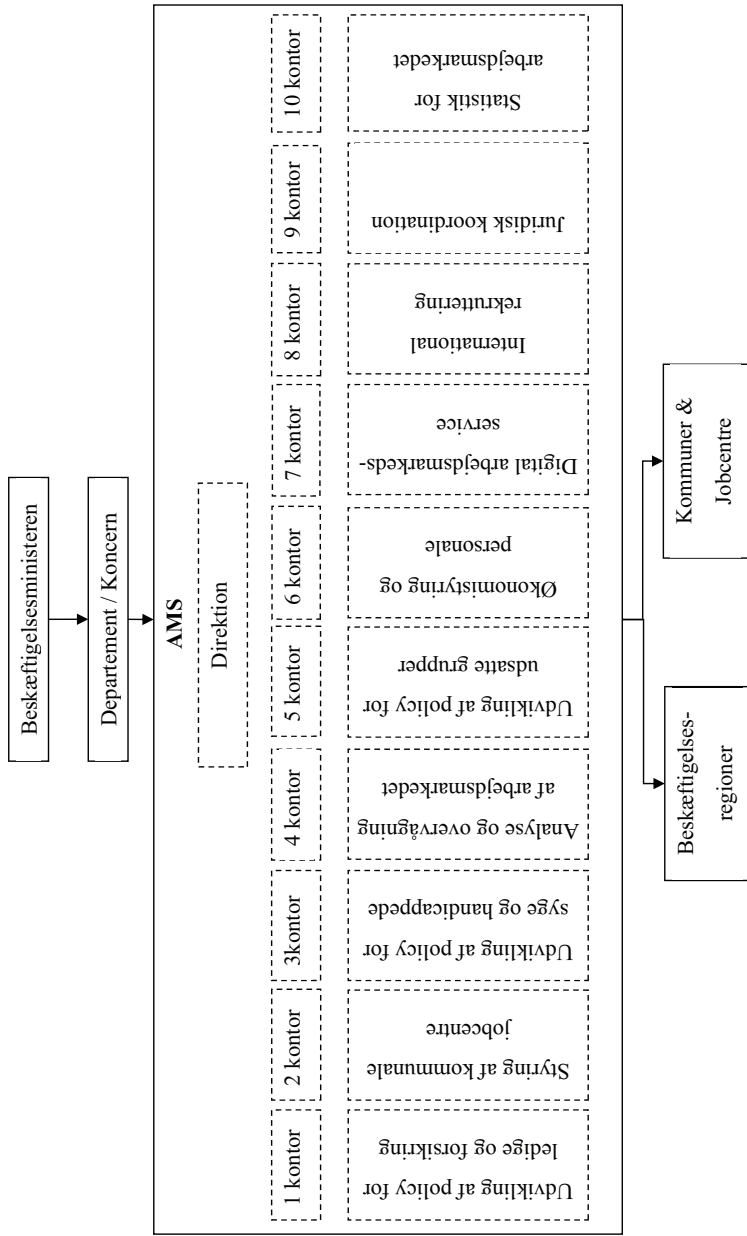 Beskæftigelsesministeren
Departement / Koncern
AMS
Direktion
1 kontor
2 kontor
3kontor
4 kontor
5 kontor
6 kontor
7 kontor
8 kontor
9 kontor
10 kontor
Udvikling af policy for
ledige og forsikring
Styring af kommunale
jobcentre
Udvikling af policy for
syge og handicappede
Analyse og overvågning
af arbejdsmarkedet
Udvikling af policy for
udsatte grupper
Økonomistyring og
personale
Digital arbejdsmarkeds-
service
International
rekruttering
Juridisk koordination
Statistik for
arbejdsmarkedet
Beskæftigelses-
regioner
Kommuner &
Jobcentre